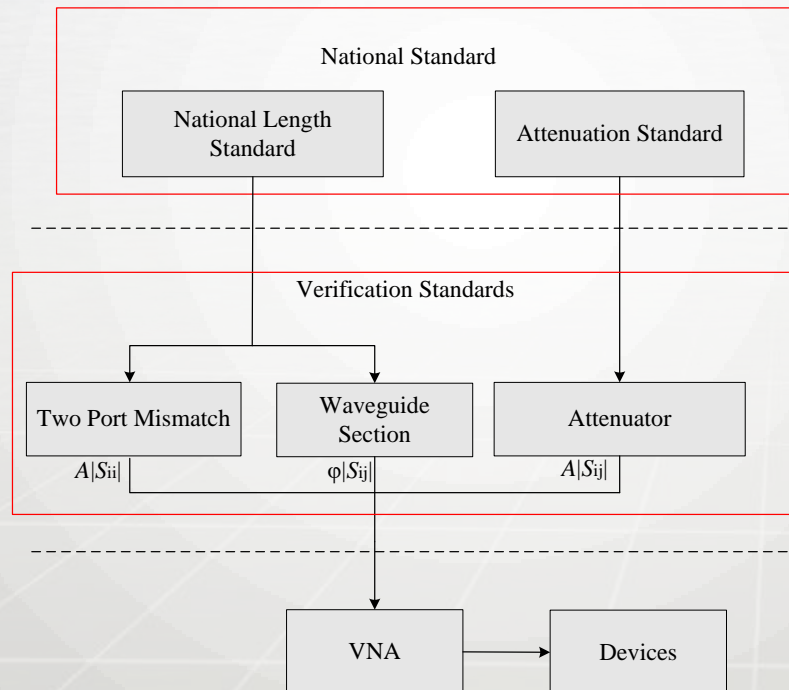 National Standard
National Length
Standard
Attenuation Standard
Verification Standards
Two Port Mismatch
Waveguide
Section
Attenuator
A|Sii|
φ|Sij|
A|Sij|
VNA
Devices